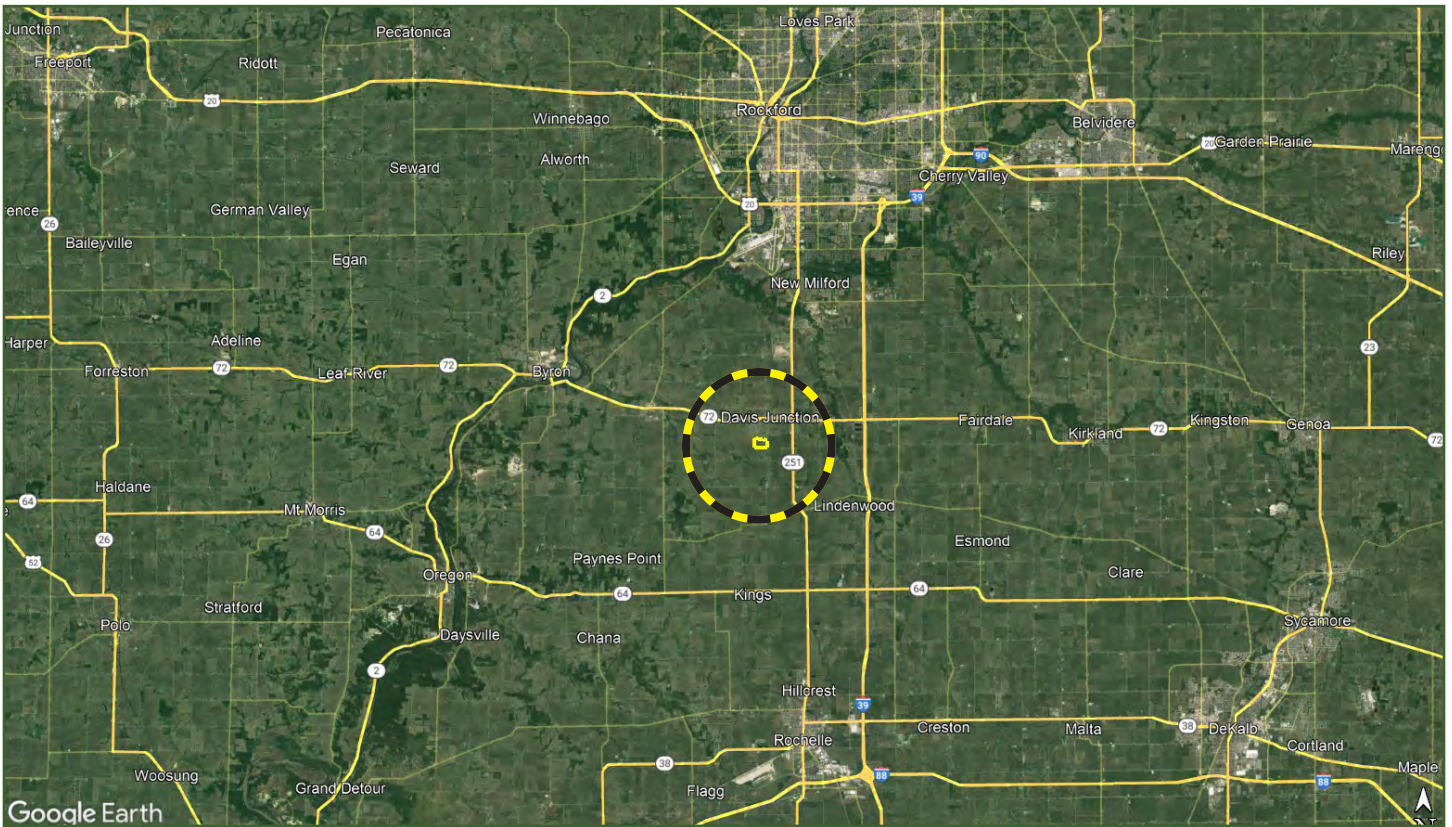 Loves Park
Junction
Pecatonica
Freeport
Ridott
20
Rockford
Winnebago
Belvidere
20
Garden Prairie
Mareng
90
Alworth
Seward
Cherry Valley
39
20
rence
German Valley
26
Baileyville
Egan
Riley
New Milford
2
Harper
Adeline
23
Forreston
72
Leaf River
72
Byron
72
Davis Junction
Fairdale
Kirkland
72
Kingston
Genoa
72
251
Haldane
64
Mt Morris
Lindenwood
26
64
Esmond
52
Paynes Point
Clare
Oregon
64
Kings
64
Stratford
Polo
Daysville
Chana
Sycamore
2
Hillcrest
39
Creston
Malta
38
DeKalb
Rochelle
Cortland
38
Woosung
Grand Detour
Flagg
88
88
Maple
Google Earth